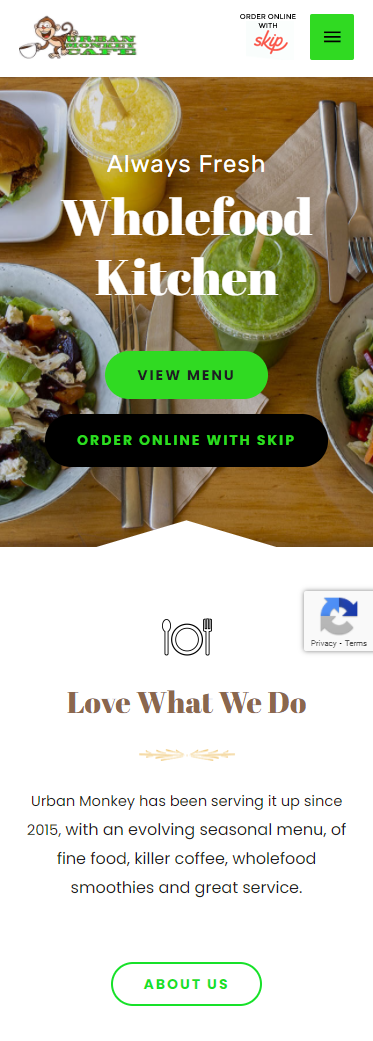 URBAN
MONKEY
CAFE
ORDER ONLINE
WITH
skip
Always Fresh
Wholefood
Kitchen
VIEW MENU
ORDER ONLINE WITH SKIP
Privacy - Terms
Love What We Do
Urban Monkey has been serving it up since
2015, with an evolving seasonal menu, of
fine food, killer coffee, wholefood
smoothies and great service.
ABOUT US